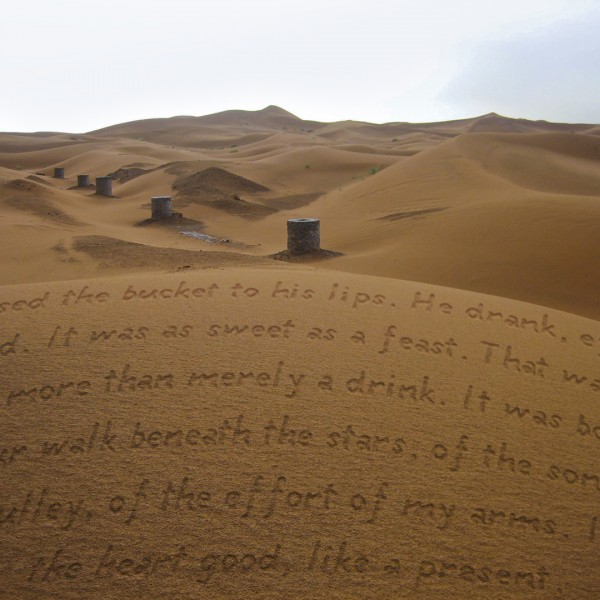 sed the bucket to his lips. He drank, e
d. It was as sweet as a feast. That wa
more than merely a drink. It was bo
ur walk beneath the stars, of the son
ulley, of the effort of my arms. I
the heart good, like a present.